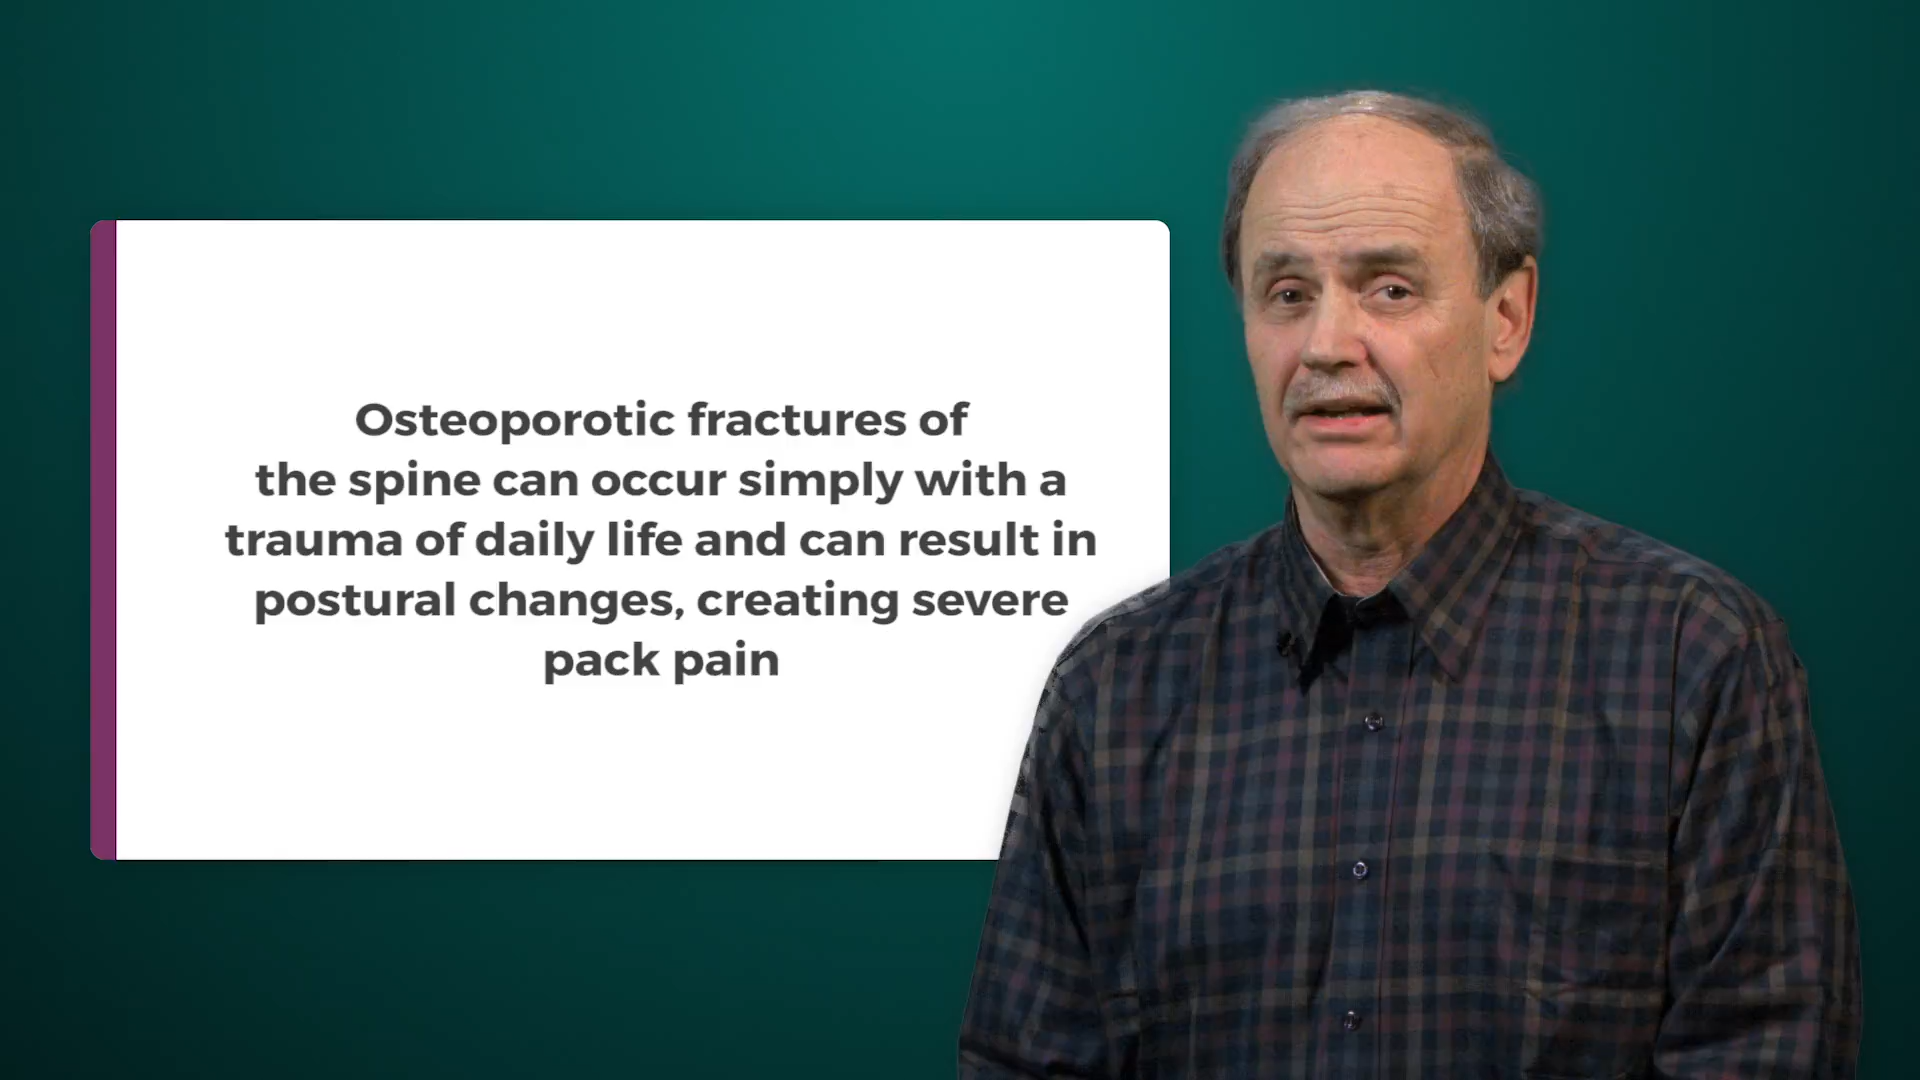 Osteoporotic fractures of
the spine can occur simply with a
trauma of daily life and can result in
postural changes, creating severe
pack pain